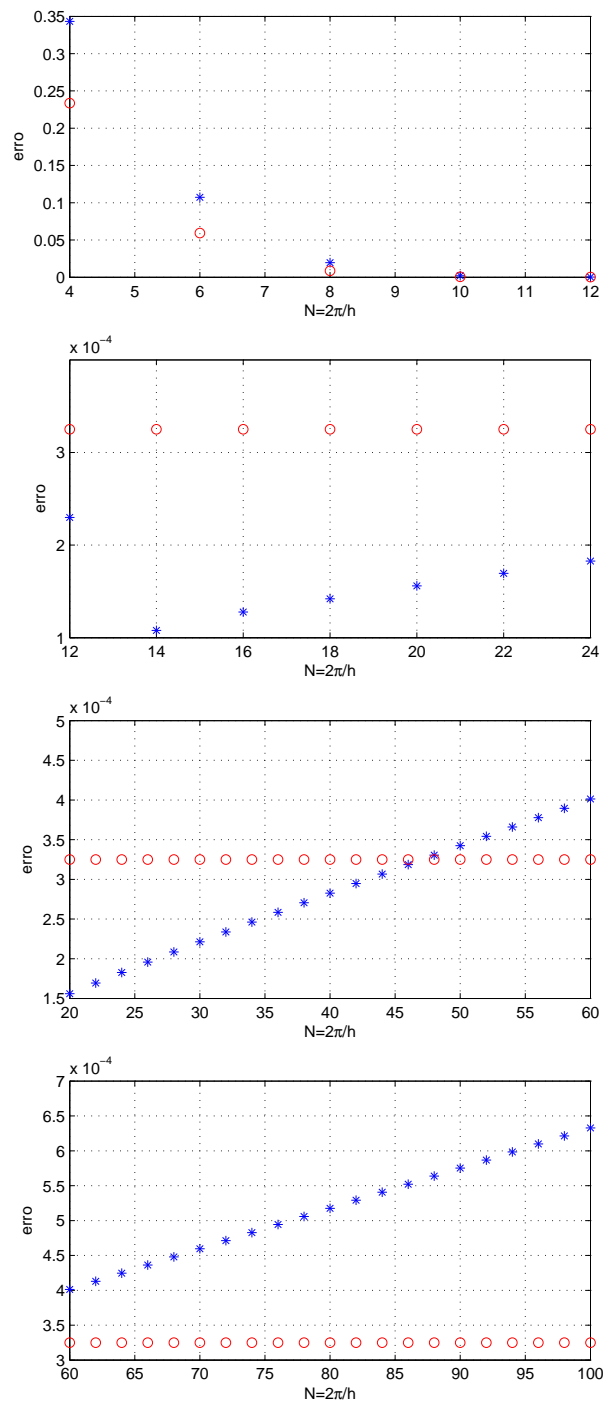 0.35
0.3
0.25
0.2
0.15
0.1
0.05
0
erro
4 5 6 7 8 9 10 11 12
N=2π/h
x 10⁻⁴
3
2
1
erro
12 14 16 18 20 22 24
N=2π/h
x 10⁻⁴
5
4.5
4
3.5
3
2.5
2
1.5
erro
20 25 30 35 40 45 50 55 60
N=2π/h
x 10⁻⁴
7
6.5
6
5.5
5
4.5
4
3.5
3
erro
60 65 70 75 80 85 90 95 100
N=2π/h